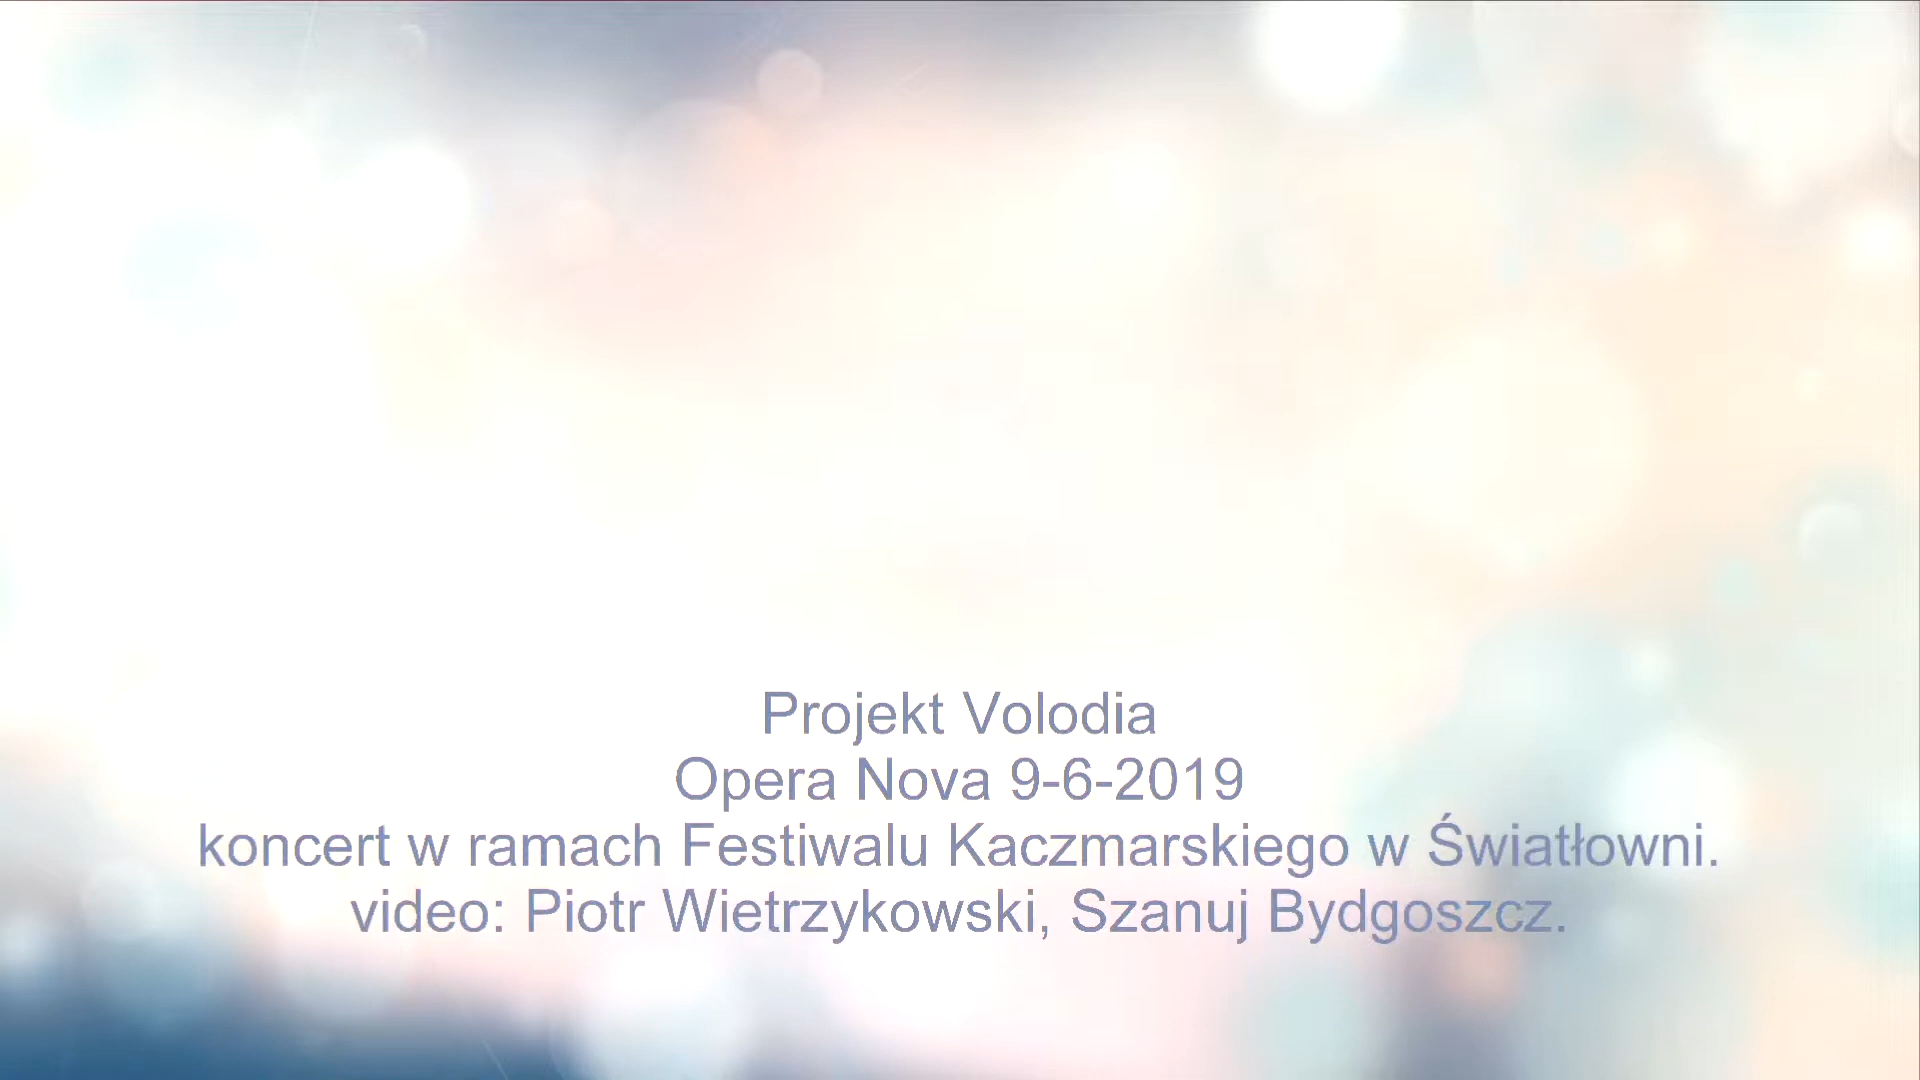 Projekt Volodia
Opera Nova 9-6-2019
koncert w ramach Festiwalu Kaczmarskiego w Światłowni.
video: Piotr Wietrzykowski, Szanuj Bydgoszcz.